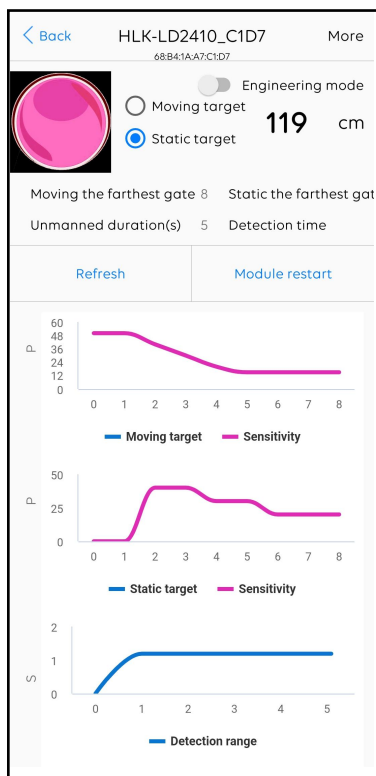 Back HLK-LD2410_C1D7 More
68:B4:1A:A7:C1:D7
Engineering mode
Moving target
119 cm
Static target
Moving the farthest gate 8 Static the farthest gat
Unmanned duration(s) 5 Detection time
Refresh Module restart
60
48
36
24
12
0
P
0 1 2 3 4 5 6 7 8
Moving target Sensitivity
50
25
0
P
0 1 2 3 4 5 6 7 8
Static target Sensitivity
2
1
0
S
0 1 2 3 4 5
Detection range